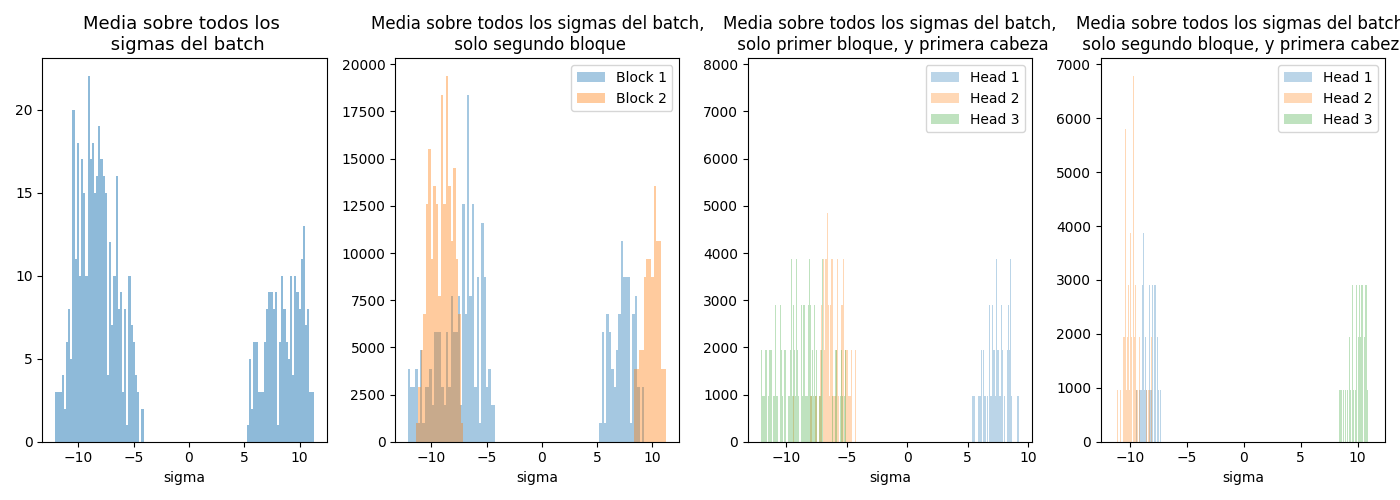 Media sobre todos los
sigmas del batch
20
15
10
5
0
−10
−5
0
5
10
sigma
Media sobre todos los sigmas del batch,
solo segundo bloque
Block 1
Block 2
20000
17500
15000
12500
10000
7500
5000
2500
0
−10
−5
0
5
10
sigma
Media sobre todos los sigmas del batch,
solo primer bloque, y primera cabeza
Head 1
Head 2
Head 3
8000
7000
6000
5000
4000
3000
2000
1000
0
−10
−5
0
5
10
sigma
Media sobre todos los sigmas del batch
solo segundo bloque, y primera cabez
Head 1
Head 2
Head 3
7000
6000
5000
4000
3000
2000
1000
0
−10
−5
0
5
10
sigma